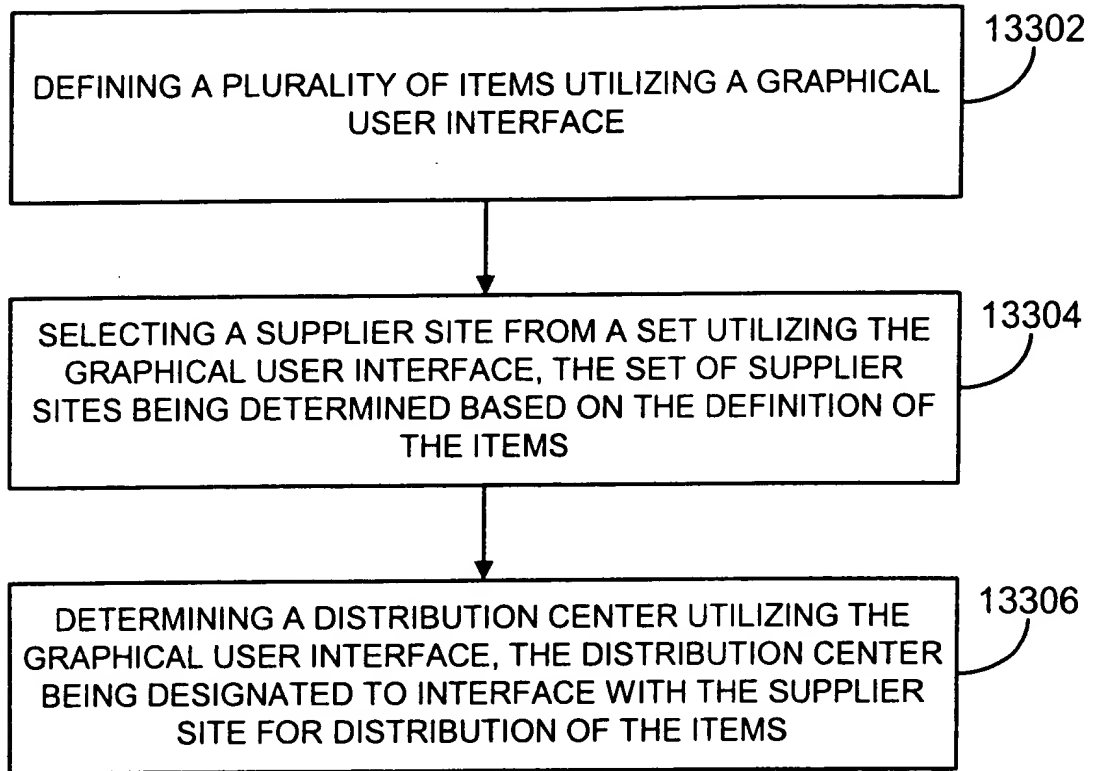 13302
DEFINING A PLURALITY OF ITEMS UTILIZING A GRAPHICAL
USER INTERFACE
13304
SELECTING A SUPPLIER SITE FROM A SET UTILIZING THE
GRAPHICAL USER INTERFACE, THE SET OF SUPPLIER
SITES BEING DETERMINED BASED ON THE DEFINITION OF
THE ITEMS
13306
DETERMINING A DISTRIBUTION CENTER UTILIZING THE
GRAPHICAL USER INTERFACE, THE DISTRIBUTION CENTER
BEING DESIGNATED TO INTERFACE WITH THE SUPPLIER
SITE FOR DISTRIBUTION OF THE ITEMS